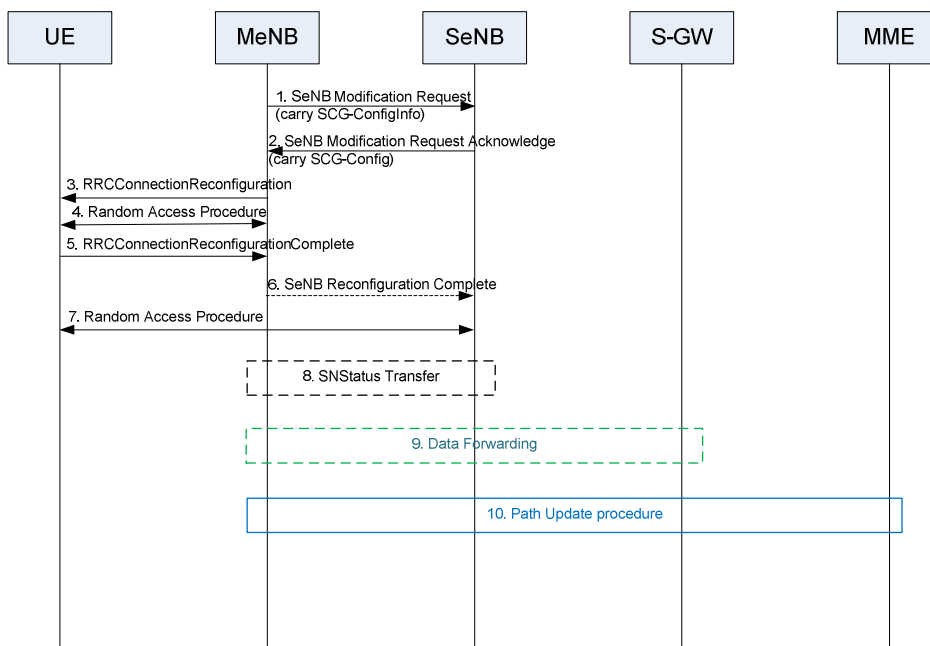 UE
MeNB
SeNB
S-GW
MME
1. SeNB Modification Request
(carry SCG-ConfigInfo)
2. SeNB Modification Request Acknowledge
(carry SCG-Config)
3. RRCConnectionReconfiguration
4. Random Access Procedure
5. RRCConnectionReconfigurationComplete
6. SeNB Reconfiguration Complete
7. Random Access Procedure
8. SNStatus Transfer
9. Data Forwarding
10. Path Update procedure